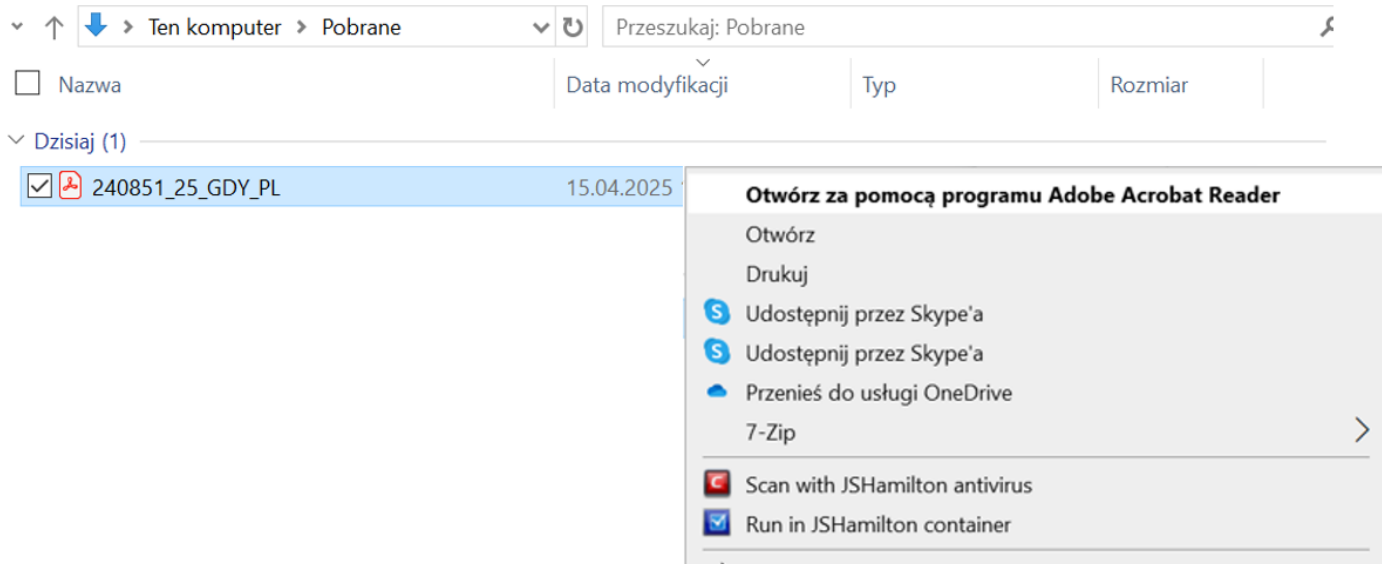 Ten komputer > Pobrane
Przeszukaj: Pobrane
Nazwa Data modyfikacji Typ Rozmiar
Dzisiaj (1)
240851_25_GDY_PL 15.04.2025
Otwórz za pomocą programu Adobe Acrobat Reader
Otwórz
Drukuj
Udostępnij przez Skype'a
Udostępnij przez Skype'a
Przenieś do usługi OneDrive
7-Zip
Scan with JSHamilton antivirus
Run in JSHamilton container